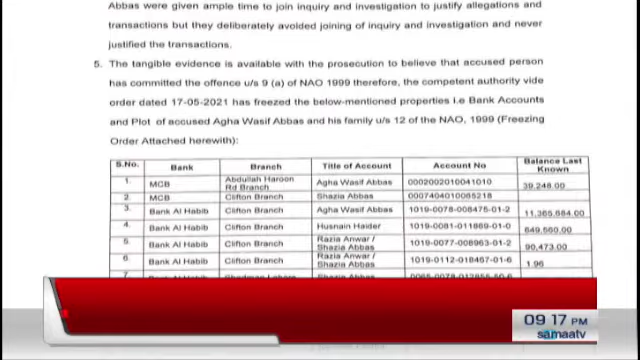 Abbas were given ample time to join inquiry and investigation to justify allegations and
transactions but they deliberately avoided joining of inquiry and investigation and never
justified the transactions.
5. The tangible evidence is available with the prosecution to believe that accused person
has committed the offence u/s 9 (a) of NAO 1999 therefore, the competent authority vide
order dated 17-05-2021 has freezed the below-mentioned properties i.e Bank Accounts
and Plot of accused Agha Wasif Abbas and his family u/s 12 of the NAO, 1999 (Freezing
Order Attached herewith):
S.No. Bank Branch Title of Account Account No Balance Last Known
1. MCB Abdullah Haroon Rd Branch Agha Wasif Abbas 0002002010041010 39,248.00
2. MCB Clifton Branch Shazia Abbas 0007404010065218
3. Bank Al Habib Clifton Branch Agha Wasif Abbas 1019-0078-008476-01-2 11,365,684.00
4. Bank Al Habib Clifton Branch Husnain Haider 1019-0081-011869-01-0 649,660.00
5. Bank Al Habib Clifton Branch Razia Anwar / Shazia Abbas 1019-0077-008963-01-2 90,473.00
6. Bank Al Habib Clifton Branch Razia Anwar / Shazia Abbas 1019-0112-018467-01-6 1.96
7
09:17 PM
samaatv